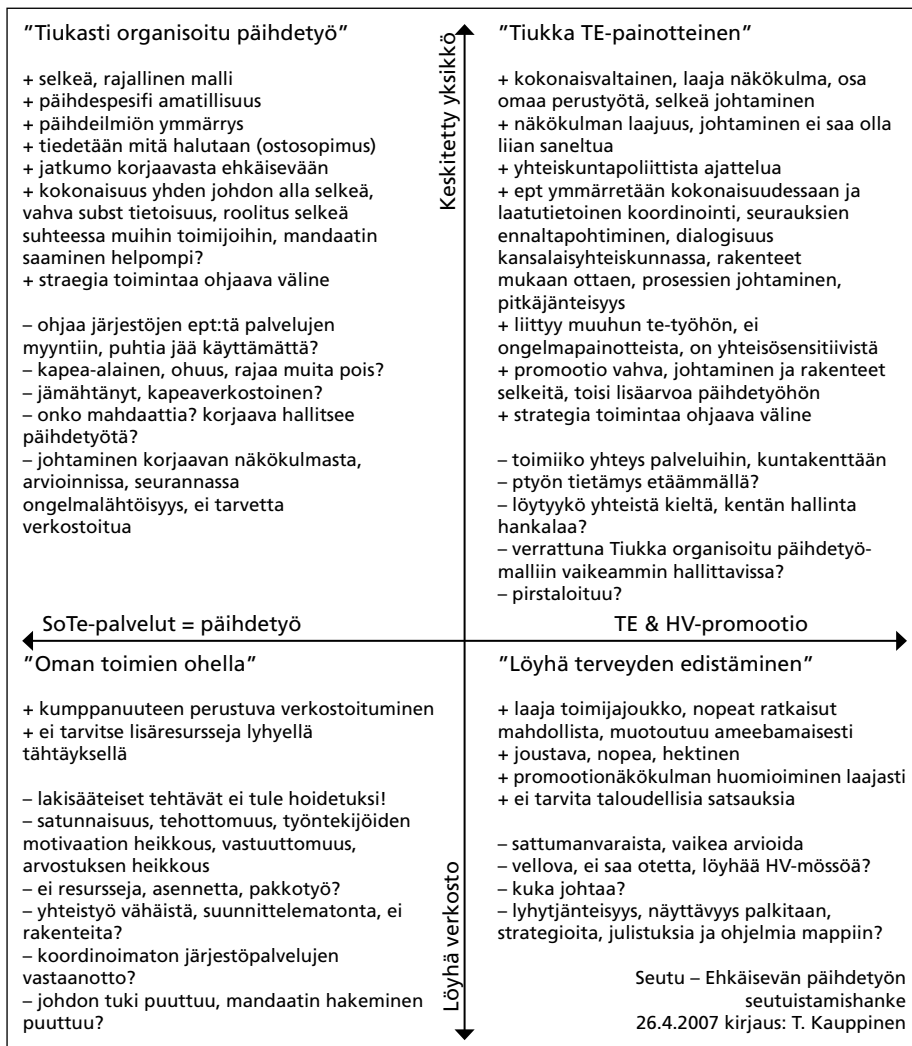 "Tiukasti organisoitu päihdetyö"
+ selkeä, rajallinen malli
+ päihdespesifi amatillisuus
+ päihdeilmiön ymmärrys
+ tiedetään mitä halutaan (ostosopimus)
+ jatkumo korjaavasta ehkäisevään
+ kokonaisuus yhden johdon alla selkeä,
vahva subst tietoisuus, roolitus selkeä
suhteessa muihin toimijoihin, mandaatin
saaminen helpompi?
+ straegia toimintaa ohjaava väline
– ohjaa järjestöjen ept:tä palvelujen
myyntiin, puhtia jää käyttämättä?
– kapea-alainen, ohuus, rajaa muita pois?
– jämähtänyt, kapeaverkostoinen?
– onko mahdaattia? korjaava hallitsee
päihdetyötä?
– johtaminen korjaavan näkökulmasta,
arvioinnissa, seurannassa
ongelmalähtöisyys, ei tarvetta
verkostoitua
Keskitetty yksikkö
"Tiukka TE-painotteinen"
+ kokonaisvaltainen, laaja näkökulma, osa
omaa perustyötä, selkeä johtaminen
+ näkökulman laajuus, johtaminen ei saa olla
liian saneltua
+ yhteiskuntapoliittista ajattelua
+ ept ymmärretään kokonaisuudessaan ja
laatutietoinen koordinointi, seurauksien
ennaltapohtiminen, dialogisuus
kansalaisyhteiskunnassa, rakenteet
mukaan ottaen, prosessien johtaminen,
pitkäjänteisyys
+ liittyy muuhun te-työhön, ei
ongelmapainotteista, on yhteisösensitiivistä
+ promootio vahva, johtaminen ja rakenteet
selkeitä, toisi lisäarvoa päihdetyöhön
+ strategia toimintaa ohjaava väline
– toimiiko yhteys palveluihin, kuntakenttään
– ptyön tietämys etäämmällä?
– löytyykö yhteistä kieltä, kentän hallinta
hankalaa?
– verrattuna Tiukka organisoitu päihdetyö-
malliin vaikeammin hallittavissa?
– pirstaloituu?
SoTe-palvelut = päihdetyö
TE & HV-promootio
"Oman toimien ohella"
+ kumppanuuteen perustuva verkostoituminen
+ ei tarvitse lisäresursseja lyhyellä
tähtäyksellä
– lakisääteiset tehtävät ei tule hoidetuksi!
– satunnaisuus, tehottomuus, työntekijöiden
motivaation heikkous, vastuuttomuus,
arvostuksen heikkous
– ei resursseja, asennetta, pakkotyö?
– yhteistyö vähäistä, suunnittelematonta, ei
rakenteita?
– koordinoimaton järjestöpalvelujen
vastaanotto?
– johdon tuki puuttuu, mandaatin hakeminen
puuttuu?
Löyhä verkosto
"Löyhä terveyden edistäminen"
+ laaja toimijajoukko, nopeat ratkaisut
mahdollista, muotoutuu ameebamaisesti
+ joustava, nopea, hektinen
+ promootionäkökulman huomioiminen laajasti
+ ei tarvita taloudellisia satsauksia
– sattumanvaraista, vaikea arvioida
– vellova, ei saa otetta, löyhää HV-mössöä?
– kuka johtaa?
– lyhytjänteisyys, näyttävyys palkitaan,
strategioita, julistuksia ja ohjelmia mappiin?
Seutu – Ehkäisevän päihdetyön
seutuistamishanke
26.4.2007 kirjaus: T. Kauppinen